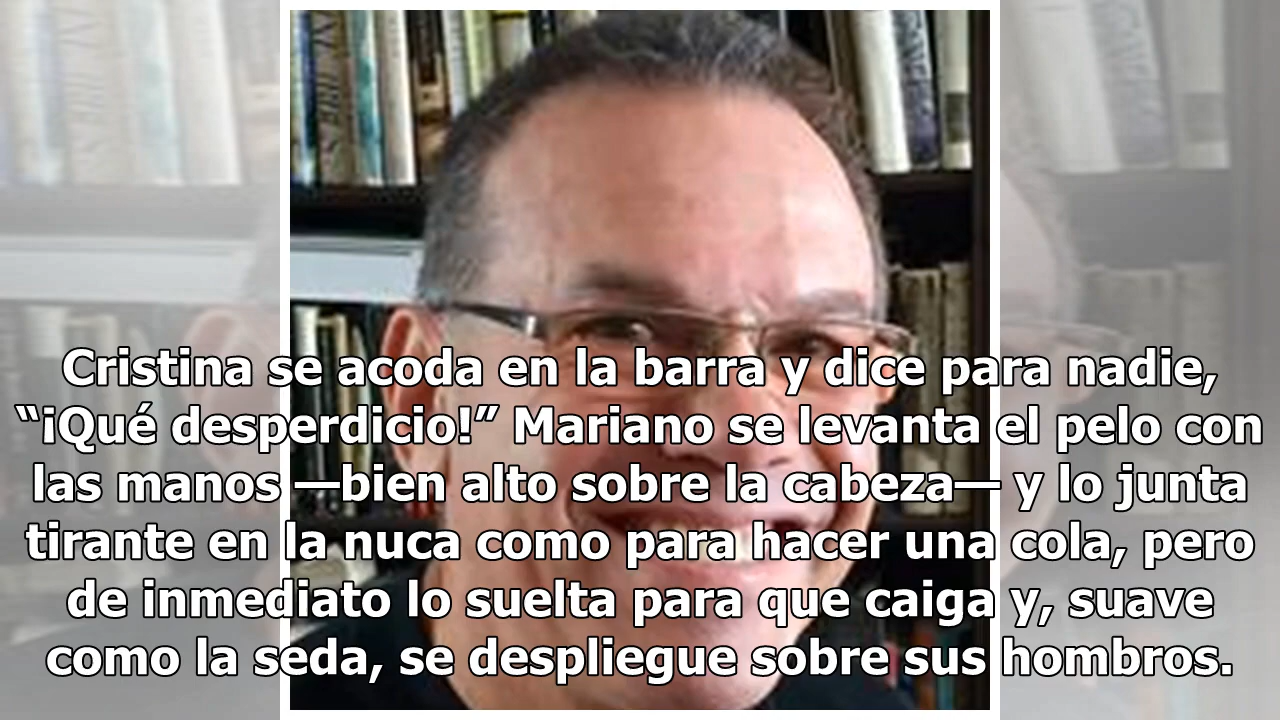 Cristina se acoda en la barra y dice para nadie,
“¡Qué desperdicio!” Mariano se levanta el pelo con
las manos —bien alto sobre la cabeza— y lo junta
tirante en la nuca como para hacer una cola, pero
de inmediato lo suelta para que caiga y, suave
como la seda, se despliegue sobre sus hombros.